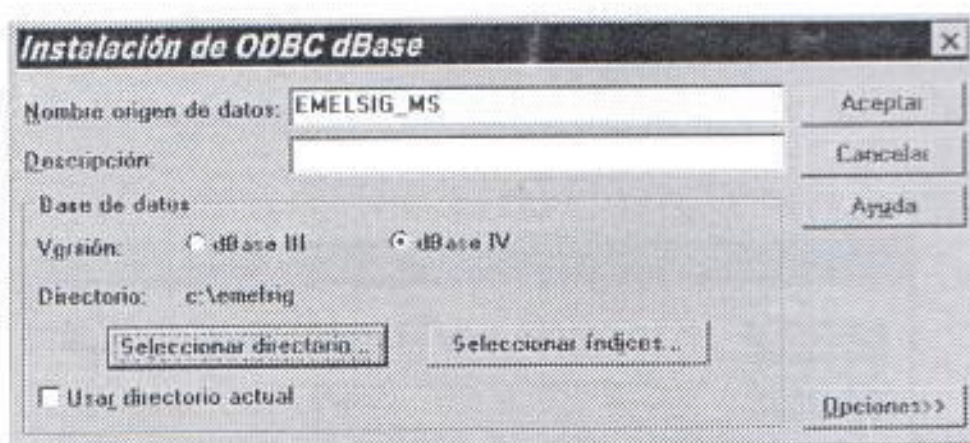 Instalación de ODBC dBase
Nombre origen de datos: EMELSIG_MS
Aceptar
Descripción:
Cancelar
Base de datos
Ayuda
Versión: dBase III dBase IV
Directorio: c:\emelsig
Seleccionar directorio... Seleccionar índices...
Usar directorio actual
Opciones>>